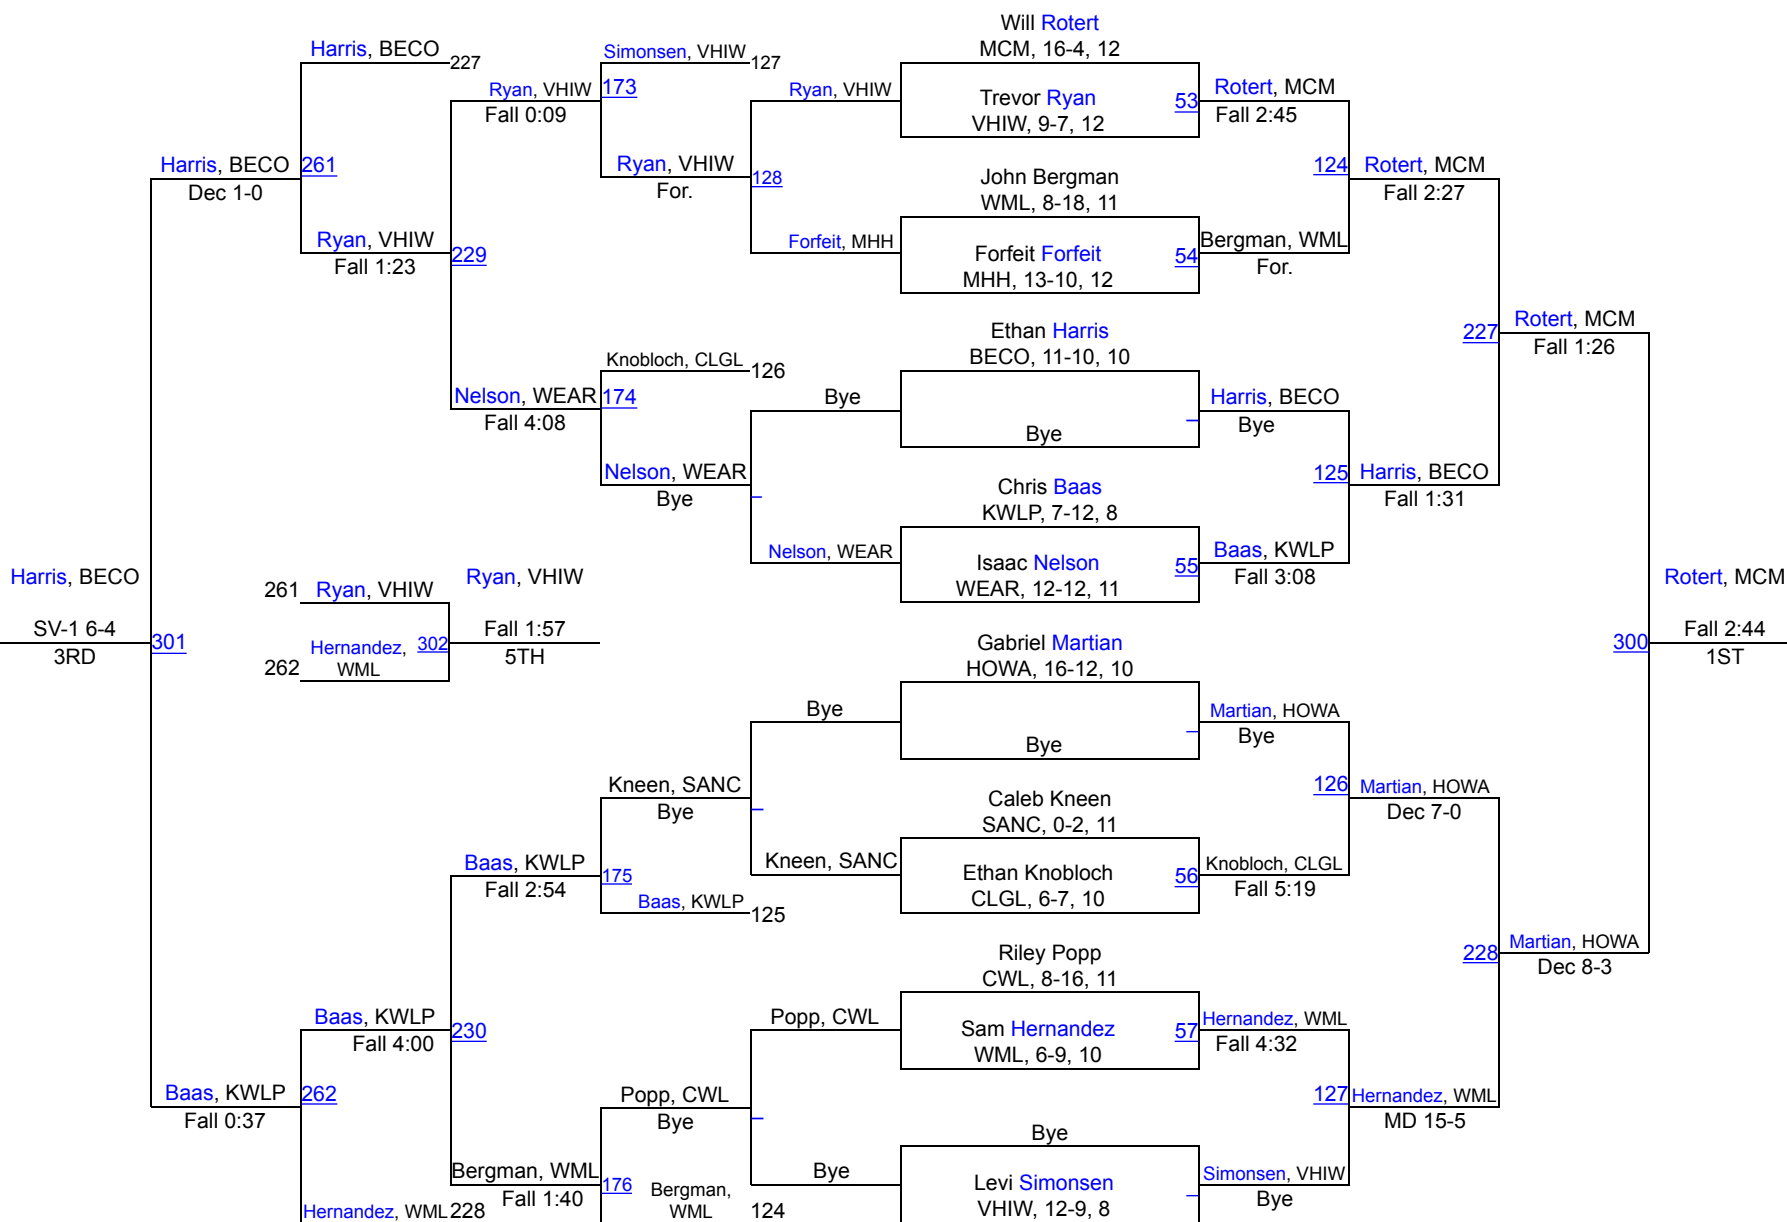 Will Rotert
MCM, 16-4, 12
Harris, BECO
227
Simonsen, VHIW
127
Ryan, VHIW
173
Fall 0:09
Ryan, VHIW
Trevor Ryan
VHIW, 9-7, 12
53
Rotert, MCM
Fall 2:45
Harris, BECO
261
Dec 1-0
Ryan, VHIW
128
For.
John Bergman
WML, 8-18, 11
124
Rotert, MCM
Fall 2:27
Ryan, VHIW
229
Fall 1:23
Forfeit, MHH
Forfeit Forfeit
MHH, 13-10, 12
54
Bergman, WML
For.
Ethan Harris
BECO, 11-10, 10
227
Rotert, MCM
Fall 1:26
Knobloch, CLGL
126
Nelson, WEAR
174
Fall 4:08
Bye
Bye
Harris, BECO
Bye
Nelson, WEAR
Bye
Chris Baas
KWLP, 7-12, 8
125
Harris, BECO
Fall 1:31
Nelson, WEAR
Isaac Nelson
WEAR, 12-12, 11
55
Baas, KWLP
Fall 3:08
Harris, BECO
SV-1 6-4
3RD
301
261
Ryan, VHIW
Ryan, VHIW
Hernandez,
WML
262
302
Fall 1:57
5TH
Rotert, MCM
300
Fall 2:44
1ST
Gabriel Martian
HOWA, 16-12, 10
Bye
Bye
Martian, HOWA
Bye
Kneen, SANC
Bye
Caleb Kneen
SANC, 0-2, 11
126
Martian, HOWA
Dec 7-0
Baas, KWLP
175
Fall 2:54
Kneen, SANC
Ethan Knobloch
CLGL, 6-7, 10
56
Knobloch, CLGL
Fall 5:19
Baas, KWLP
125
Riley Popp
CWL, 8-16, 11
228
Martian, HOWA
Dec 8-3
Baas, KWLP
230
Fall 4:00
Popp, CWL
Sam Hernandez
WML, 6-9, 10
57
Hernandez, WML
Fall 4:32
Baas, KWLP
262
Fall 0:37
Popp, CWL
Bye
127
Hernandez, WML
MD 15-5
Bye
Bergman, WML
176
Fall 1:40
Bye
Levi Simonsen
VHIW, 12-9, 8
Simonsen, VHIW
Bye
Hernandez, WML
228
Bergman,
WML
124